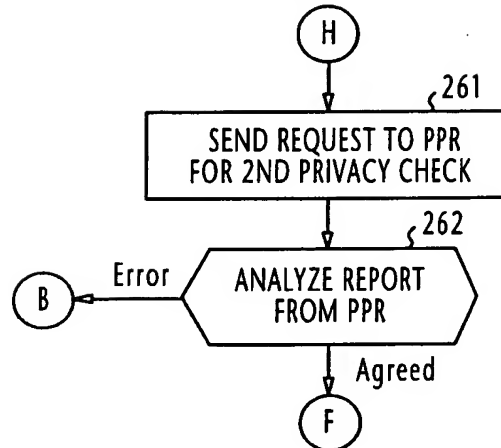 H
261
SEND REQUEST TO PPR
FOR 2ND PRIVACY CHECK
262
Error
B
ANALYZE REPORT
FROM PPR
Agreed
F